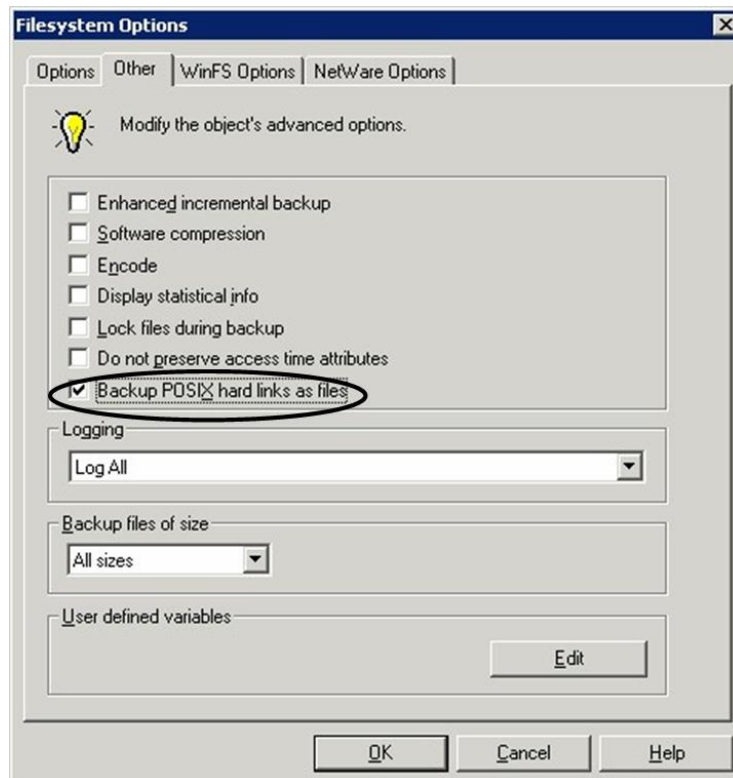 Filesystem Options
Options Other WinFS Options NetWare Options
Modify the object's advanced options.
Enhanced incremental backup
Software compression
Encode
Display statistical info
Lock files during backup
Do not preserve access time attributes
Backup POSIX hard links as files
Logging
Log All
Backup files of size
All sizes
User defined variables
Edit
OK Cancel Help